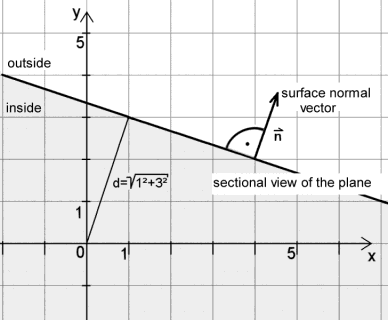 y
5
outside
inside
surface normal
vector
n⃗
d=√1²+3²
sectional view of the plane
1
0
1
5
x